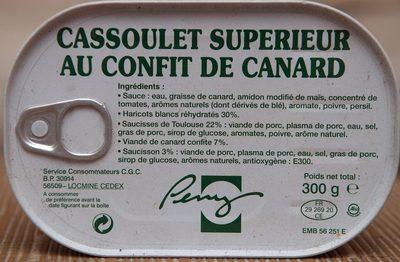 CASSOULET SUPERIEUR
AU CONFIT DE CANARD
Ingrédients :
• Sauce : eau, graisse de canard, amidon modifié de maïs, concentré de
tomates, arômes naturels (dont dérivés de blé), aromate, poivre, persil.
• Haricots blancs réhydratés 30%.
• Saucisses de Toulouse 22% : viande de porc, plasma de porc, eau, sel,
gras de porc, sirop de glucose, aromates, poivre, arôme naturel.
• Viande de canard confite 7%.
• Saucisson 3% : viande de porc, plasma de porc, eau, sel, gras de porc,
sirop de glucose, arômes naturels, antioxygène : E300.
Service Consommateurs C.G.C.
B.P. 30914
56509 - LOCMINE CEDEX
A consommer
de préférence avant la
date figurant sur la boîte
Peny
Poids net total :
300 g e
FR
29 269 20
CE
EMB 56 251 E